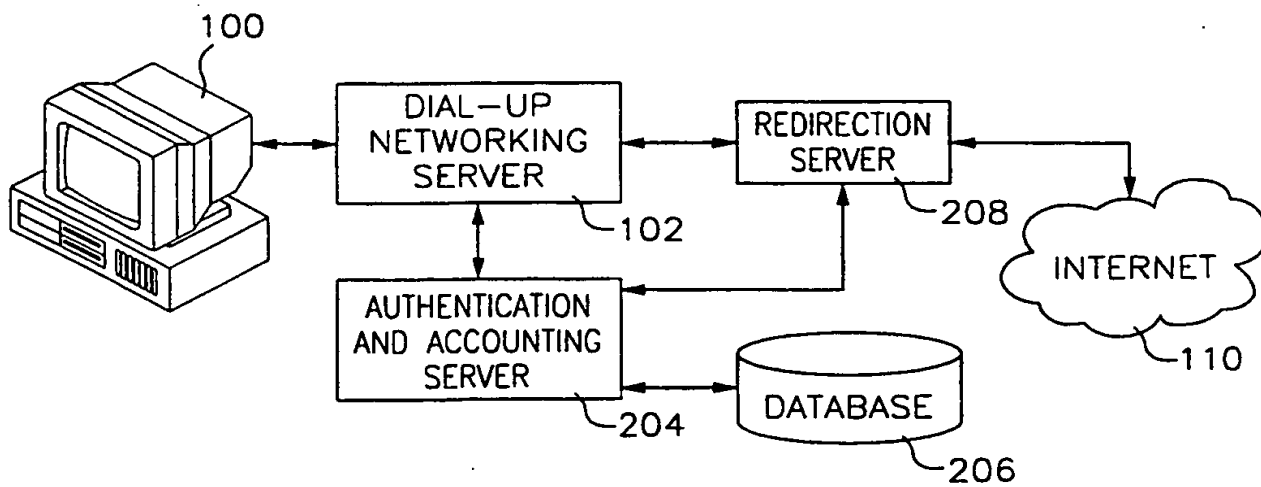 100
DIAL-UP
NETWORKING
SERVER
102
REDIRECTION
SERVER
208
INTERNET
110
AUTHENTICATION
AND ACCOUNTING
SERVER
204
DATABASE
206